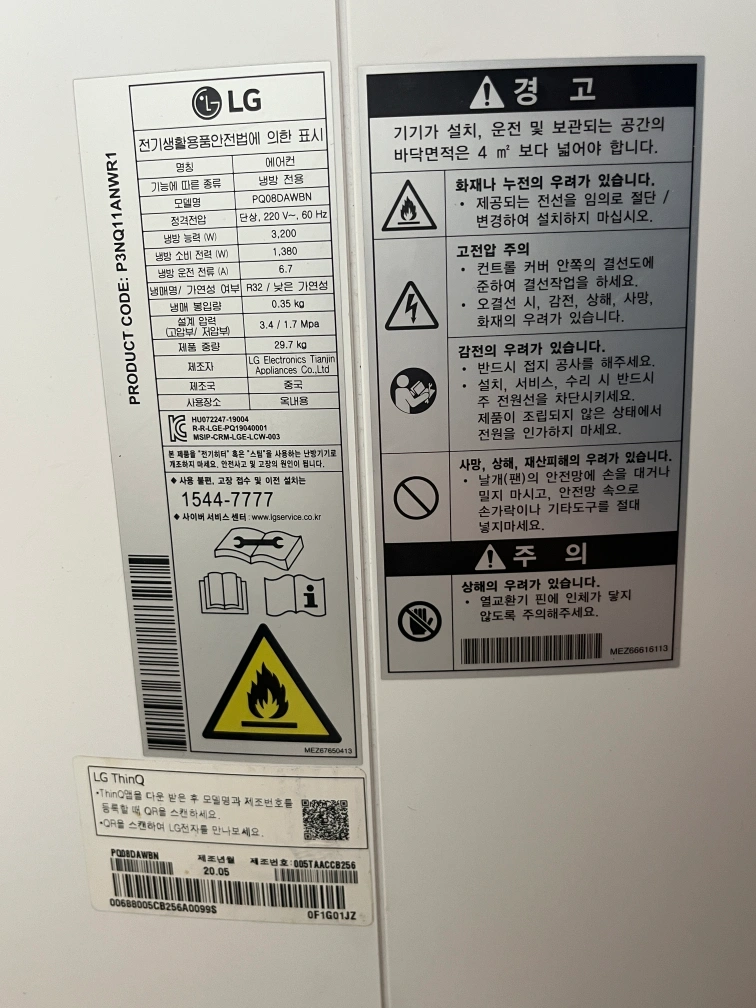 PRODUCT CODE: P3NQ11ANWR1
LG
전기생활용품안전법에 의한 표시
명칭 에어컨
기능에 따른 종류 냉방 전용
모델명 PQ08DAWBN
정격전압 단상, 220 V~, 60 Hz
냉방 능력 (W) 3,200
냉방 소비 전력 (W) 1,380
냉방 운전 전류 (A) 6.7
냉매명/ 가연성 여부 R32 / 낮은 가연성
냉매 봉입량 0.35 kg
설계 압력
(고압부/ 저압부) 3.4 / 1.7 Mpa
제품 중량 29.7 kg
제조자 LG Electronics Tianjin
Appliances Co.,Ltd
제조국 중국
사용장소 옥내용
HU072247-19004
R-R-LGE-PQ19040001
MSIP-CRM-LGE-LCW-003
본 제품을 "전기히터" 혹은 "스팀"을 사용하는 난방기기로
개조하지 마세요. 안전사고 및 고장의 원인이 됩니다.
◆ 사용 불편, 고장 접수 및 이전 설치는
1544-7777
◆ 사이버 서비스 센터 : www.lgservice.co.kr
MEZ67650413
LG ThinQ
•ThinQ앱을 다운 받은 후 모델명과 제조번호를
등록할 때, QR을 스캔하세요.
•QR을 스캔하여 LG전자를 만나보세요.
PQ08DAWBN 제조년월 제조번호:005TAACCB256
20.05
00688005CB256A0099S
0F1G01JZ
경 고
기기가 설치, 운전 및 보관되는 공간의
바닥면적은 4 ㎡ 보다 넓어야 합니다.
화재나 누전의 우려가 있습니다.
• 제공되는 전선을 임의로 절단 /
변경하여 설치하지 마십시오.
고전압 주의
• 컨트롤 커버 안쪽의 결선도에
준하여 결선작업을 하세요.
• 오결선 시, 감전, 상해, 사망,
화재의 우려가 있습니다.
감전의 우려가 있습니다.
• 반드시 접지 공사를 해주세요.
• 설치, 서비스, 수리 시 반드시
주 전원선을 차단시키세요.
제품이 조립되지 않은 상태에서
전원을 인가하지 마세요.
사망, 상해, 재산피해의 우려가 있습니다.
• 날개(팬)의 안전망에 손을 대거나
밀지 마시고, 안전망 속으로
손가락이나 기타도구를 절대
넣지마세요.
주 의
상해의 우려가 있습니다.
• 열교환기 핀에 인체가 닿지
않도록 주의해주세요.
MEZ66616113